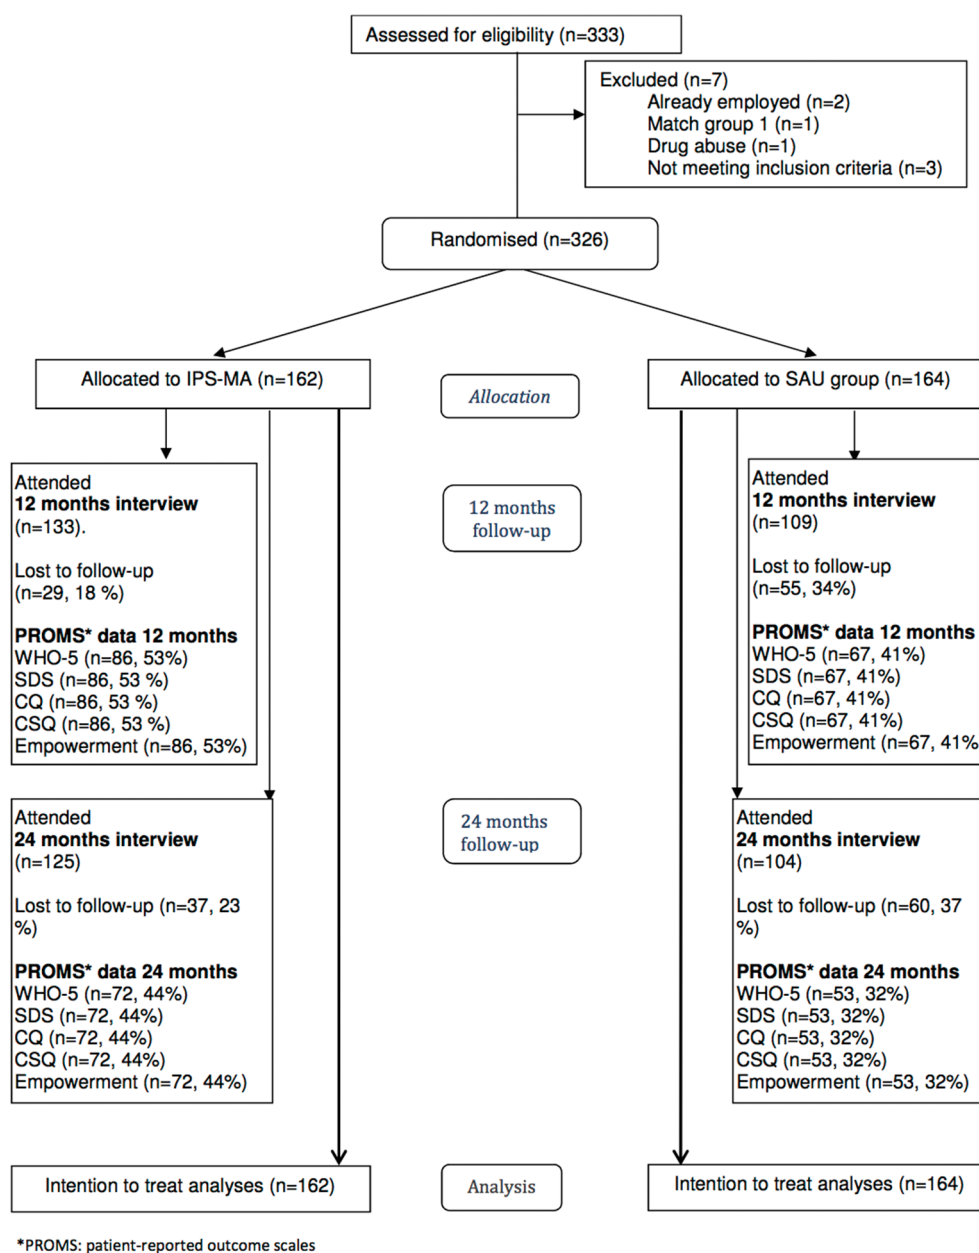 Assessed for eligibility (n=333)
Excluded (n=7)
Already employed (n=2)
Match group 1 (n=1)
Drug abuse (n=1)
Not meeting inclusion criteria (n=3)
Randomised (n=326)
Allocated to IPS-MA (n=162)
Allocation
Allocated to SAU group (n=164)
Attended
12 months interview
(n=133).
Lost to follow-up
(n=29, 18 %)
PROMS* data 12 months
WHO-5 (n=86, 53%)
SDS (n=86, 53 %)
CQ (n=86, 53 %)
CSQ (n=86, 53 %)
Empowerment (n=86, 53%)
12 months
follow-up
Attended
12 months interview
(n=109)
Lost to follow-up
(n=55, 34%)
PROMS* data 12 months
WHO-5 (n=67, 41%)
SDS (n=67, 41%)
CQ (n=67, 41%)
CSQ (n=67, 41%)
Empowerment (n=67, 41%
Attended
24 months interview
(n=125)
Lost to follow-up (n=37, 23
%)
PROMS* data 24 months
WHO-5 (n=72, 44%)
SDS (n=72, 44%)
CQ (n=72, 44%)
CSQ (n=72, 44%)
Empowerment (n=72, 44%)
24 months
follow-up
Attended
24 months interview
(n=104)
Lost to follow-up (n=60, 37
%)
PROMS* data 24 months
WHO-5 (n=53, 32%)
SDS (n=53, 32%)
CQ (n=53, 32%)
CSQ (n=53, 32%)
Empowerment (n=53, 32%)
Intention to treat analyses (n=162)
Analysis
Intention to treat analyses (n=164)
*PROMS: patient-reported outcome scales